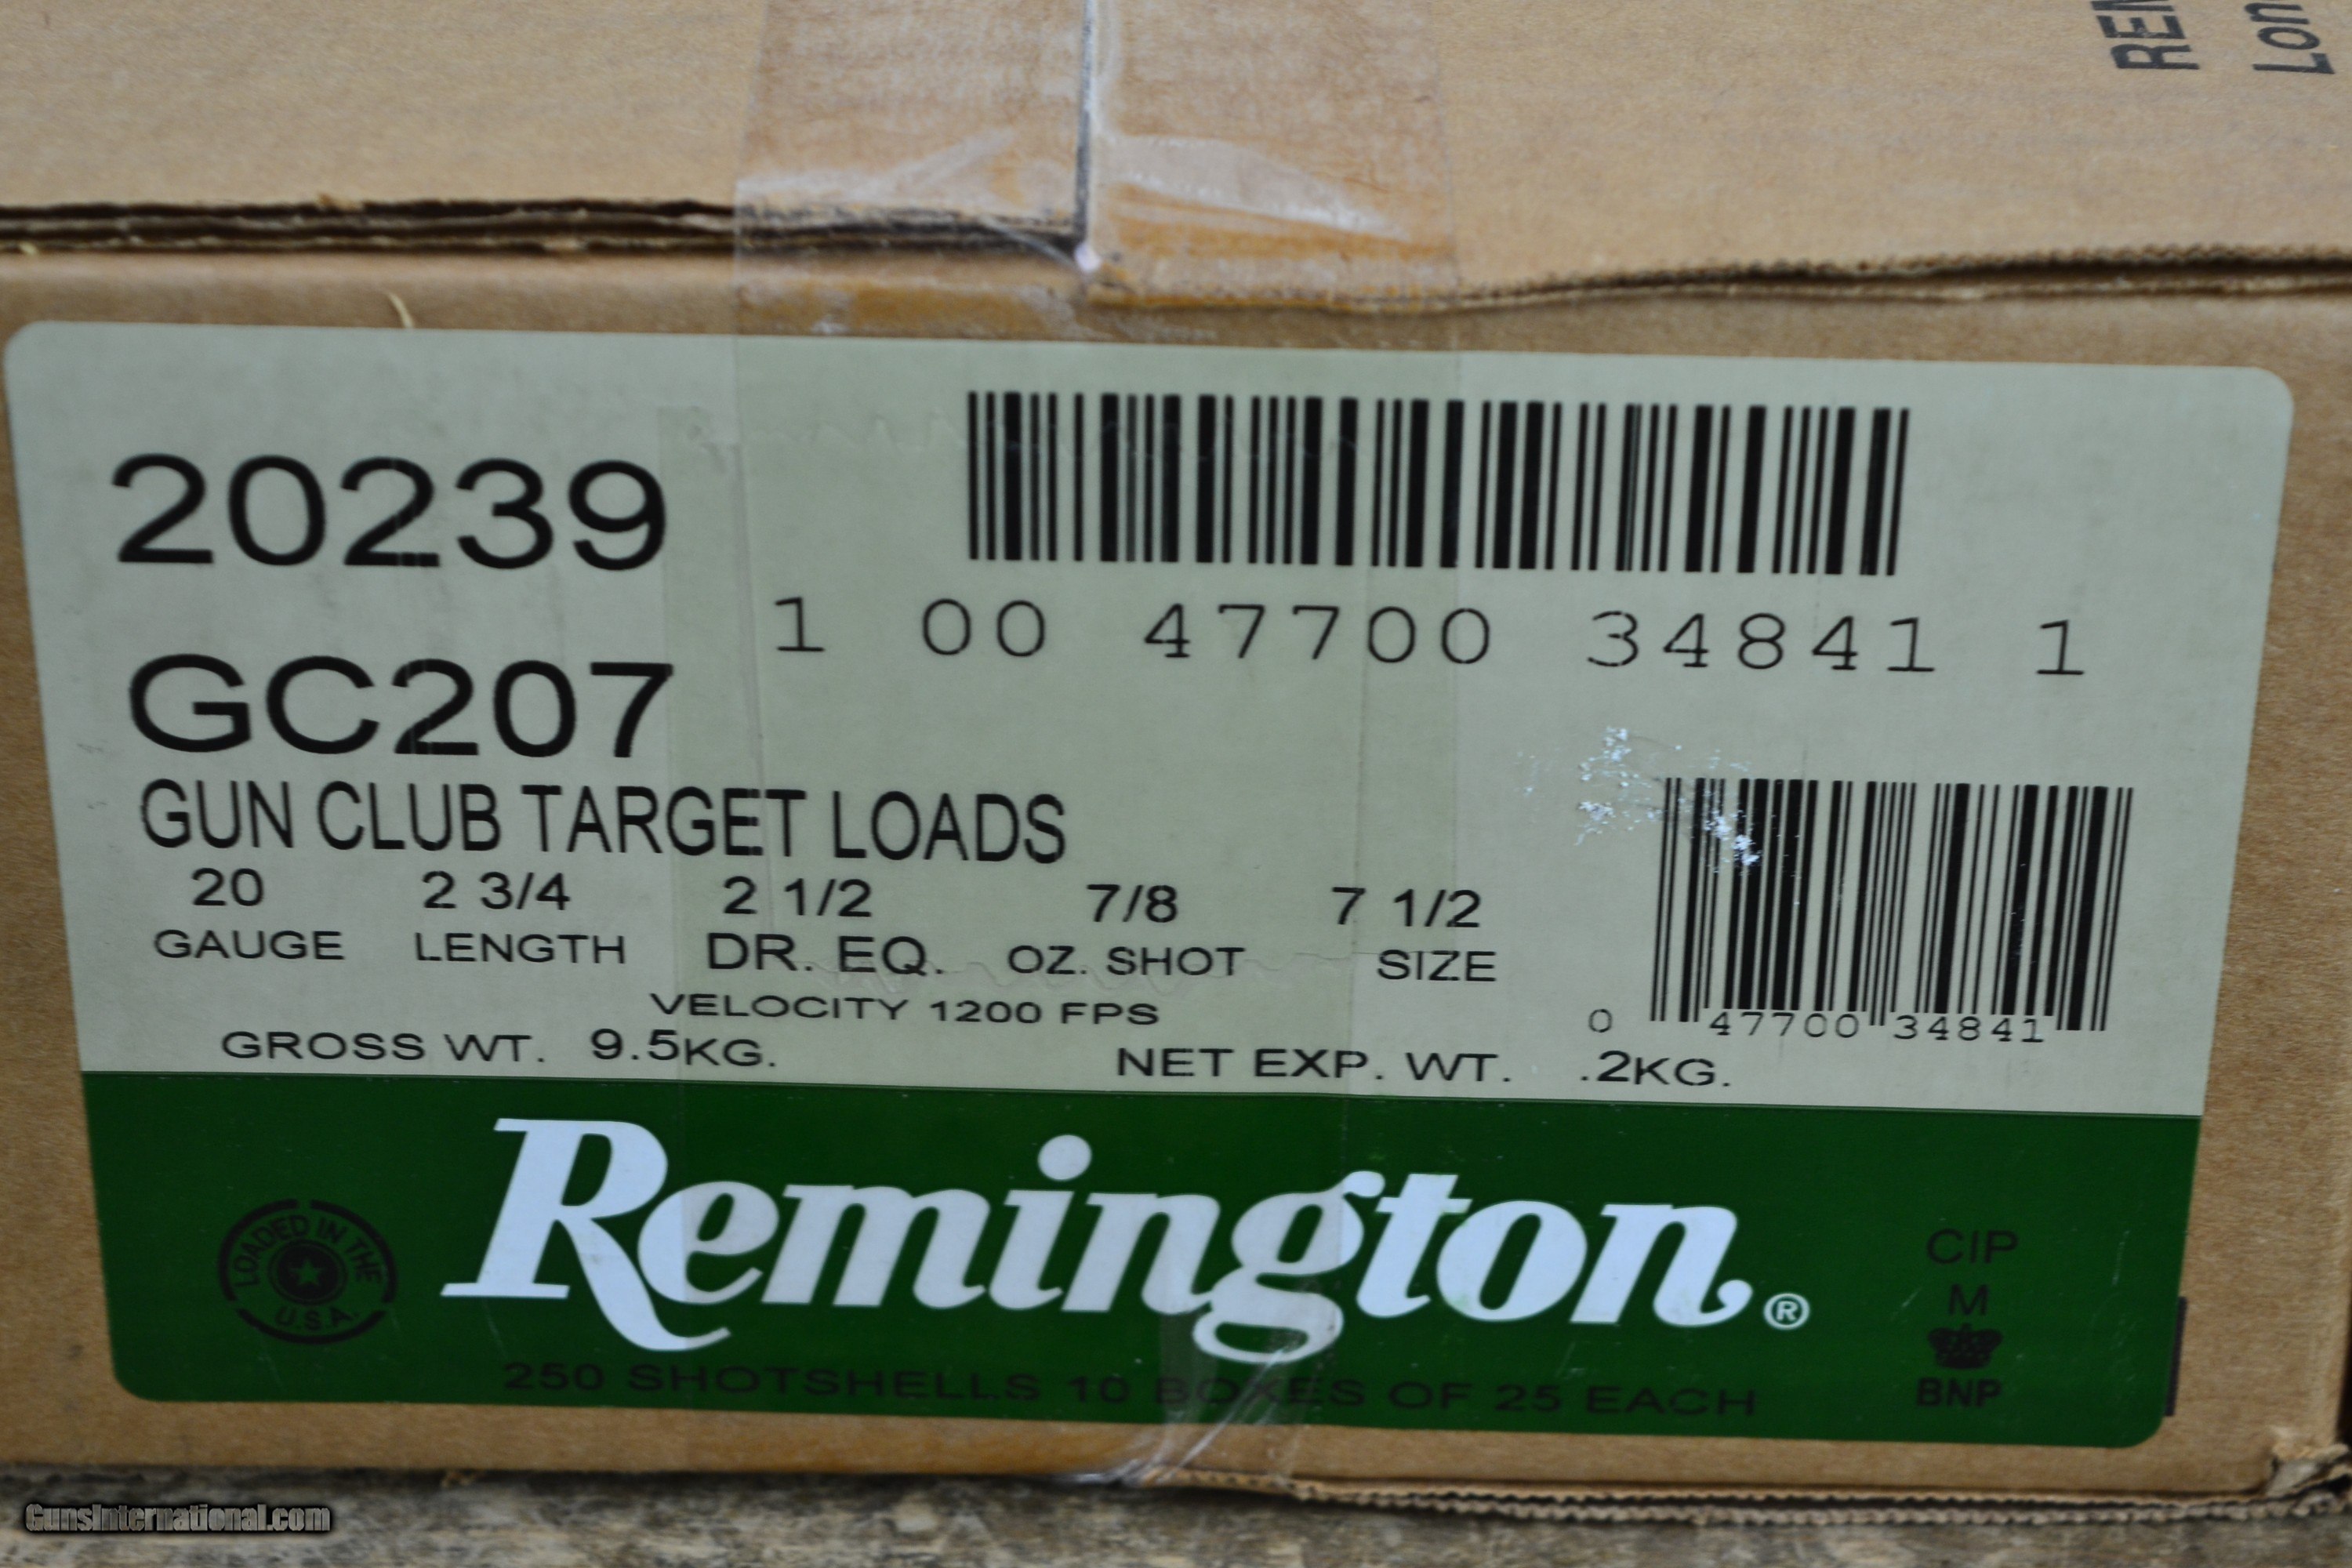 REM
Lon
20239
1 00 47700 34841 1
GC207
GUN CLUB TARGET LOADS
20 2 3/4 2 1/2 7/8 7 1/2
GAUGE LENGTH DR. EQ. OZ. SHOT SIZE
VELOCITY 1200 FPS
0 47700 34841
GROSS WT. 9.5KG. NET EXP. WT. .2KG.
Remington®
LOADED IN THE
U.S.A.
CIP
M
BNP
250 SHOTSHELLS 10 BOXES OF 25 EACH
GunsInternational.com